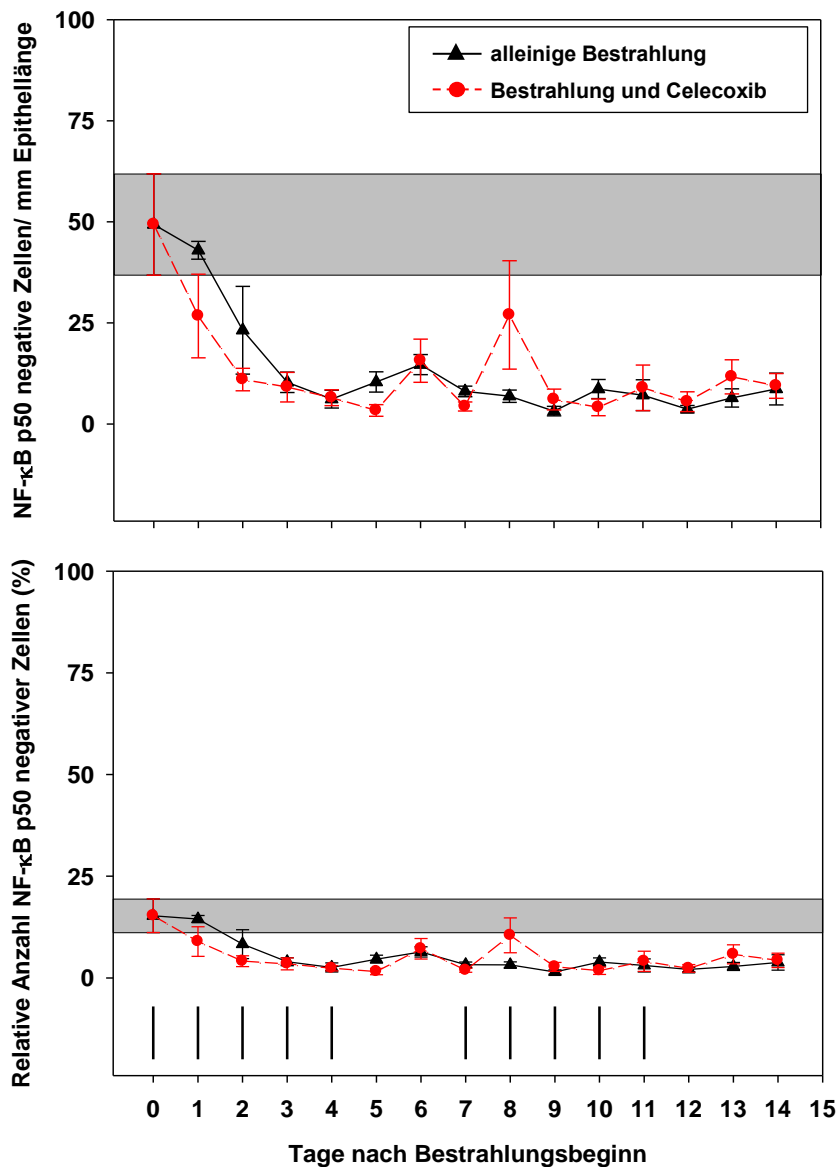 NF-κB p50 negative Zellen/ mm Epithellänge
100
75
50
25
0
alleinige Bestrahlung
Bestrahlung und Celecoxib
Relative Anzahl NF-κB p50 negativer Zellen (%)
100
75
50
25
0
0 1 2 3 4 5 6 7 8 9 10 11 12 13 14 15
Tage nach Bestrahlungsbeginn